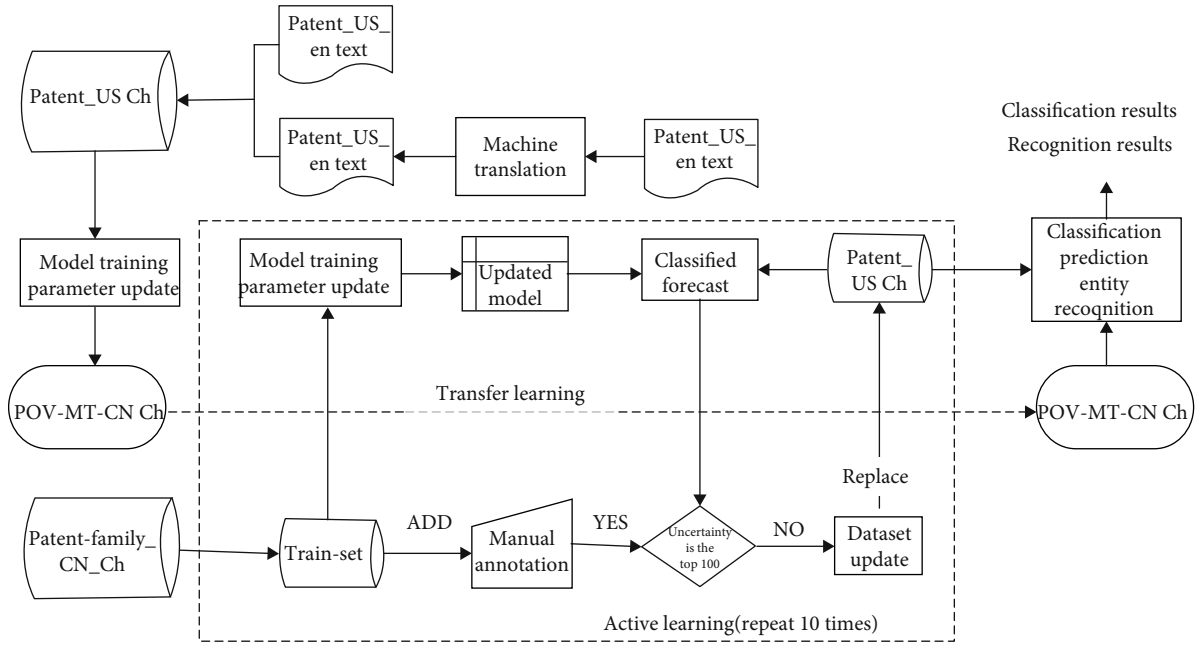 Patent_US_
en text
Patent_US Ch
Patent_US_
en text
Machine
translation
Patent_US_
en text
Classification results
Recognition results
Model training
parameter update
Model training
parameter update
Updated
model
Classified
forecast
Patent_
US Ch
Classification
prediction
entity
recoqnition
POV-MT-CN Ch
Transfer learning
POV-MT-CN Ch
Patent-family_
CN_Ch
Train-set
ADD
Manual
annotation
YES
Uncertainty
is the
top 100
NO
Replace
Dataset
update
Active learning(repeat 10 times)